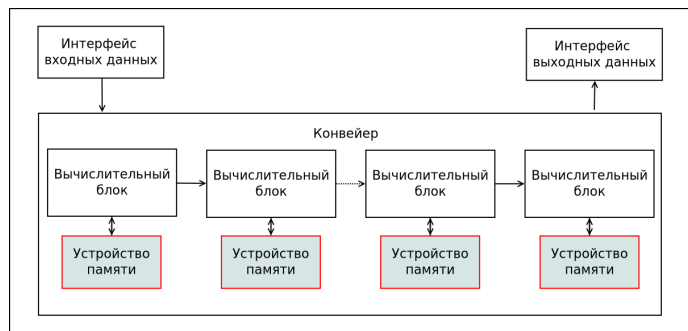 Интерфейс
входных данных
Интерфейс
выходных данных
Конвейер
Вычислительный
блок
Вычислительный
блок
Вычислительный
блок
Вычислительный
блок
Устройство
памяти
Устройство
памяти
Устройство
памяти
Устройство
памяти